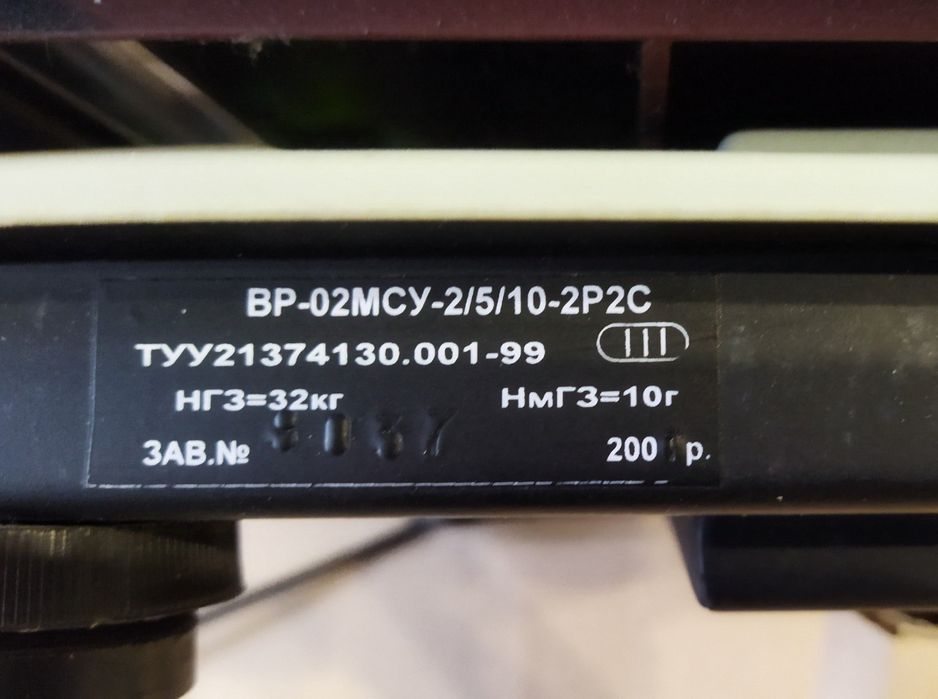 ВР-02МСУ-2/5/10-2Р2С
ТУУ21374130.001-99 III
НГЗ=32кг НмГЗ=10г
ЗАВ.№ 200 р.